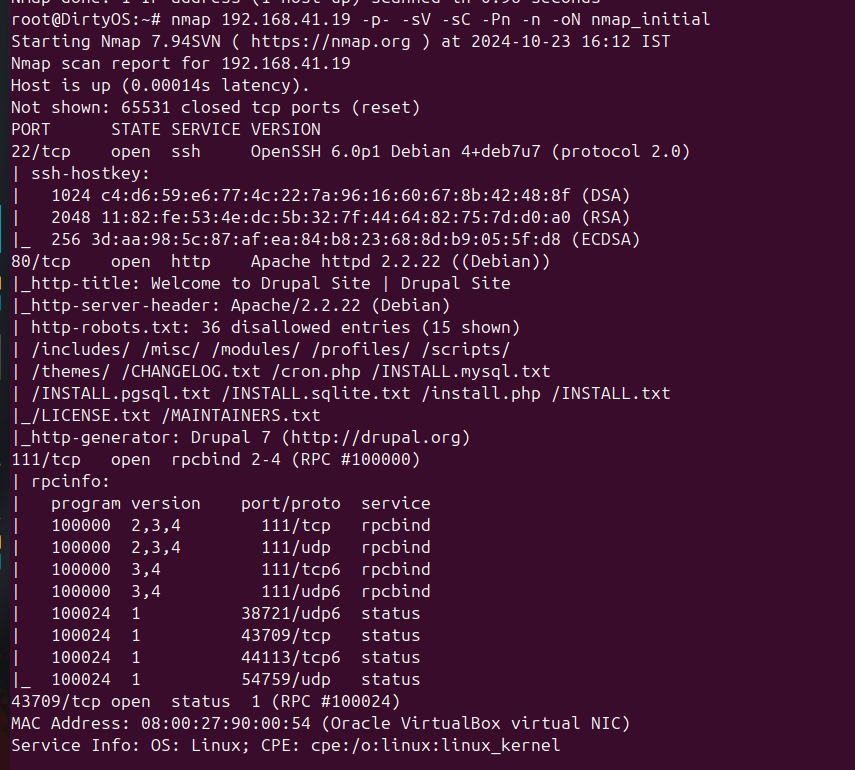 Nmap done: 1 IP address (1 host up) scanned in 0.96 seconds
root@DirtyOS:~# nmap 192.168.41.19 -p- -sV -sC -Pn -n -oN nmap_initial
Starting Nmap 7.94SVN ( https://nmap.org ) at 2024-10-23 16:12 IST
Nmap scan report for 192.168.41.19
Host is up (0.00014s latency).
Not shown: 65531 closed tcp ports (reset)
PORT      STATE SERVICE VERSION
22/tcp    open  ssh     OpenSSH 6.0p1 Debian 4+deb7u7 (protocol 2.0)
| ssh-hostkey:
|   1024 c4:d6:59:e6:77:4c:22:7a:96:16:60:67:8b:42:48:8f (DSA)
|   2048 11:82:fe:53:4e:dc:5b:32:7f:44:64:82:75:7d:d0:a0 (RSA)
|_  256 3d:aa:98:5c:87:af:ea:84:b8:23:68:8d:b9:05:5f:d8 (ECDSA)
80/tcp    open  http    Apache httpd 2.2.22 ((Debian))
|_http-title: Welcome to Drupal Site | Drupal Site
|_http-server-header: Apache/2.2.22 (Debian)
| http-robots.txt: 36 disallowed entries (15 shown)
| /includes/ /misc/ /modules/ /profiles/ /scripts/
| /themes/ /CHANGELOG.txt /cron.php /INSTALL.mysql.txt
| /INSTALL.pgsql.txt /INSTALL.sqlite.txt /install.php /INSTALL.txt
|_/LICENSE.txt /MAINTAINERS.txt
|_http-generator: Drupal 7 (http://drupal.org)
111/tcp   open  rpcbind 2-4 (RPC #100000)
| rpcinfo:
|   program version    port/proto  service
|   100000  2,3,4        111/tcp   rpcbind
|   100000  2,3,4        111/udp   rpcbind
|   100000  3,4          111/tcp6  rpcbind
|   100000  3,4          111/udp6  rpcbind
|   100024  1          38721/udp6  status
|   100024  1          43709/tcp   status
|   100024  1          44113/tcp6  status
|_  100024  1          54759/udp   status
43709/tcp open  status  1 (RPC #100024)
MAC Address: 08:00:27:90:00:54 (Oracle VirtualBox virtual NIC)
Service Info: OS: Linux; CPE: cpe:/o:linux:linux_kernel